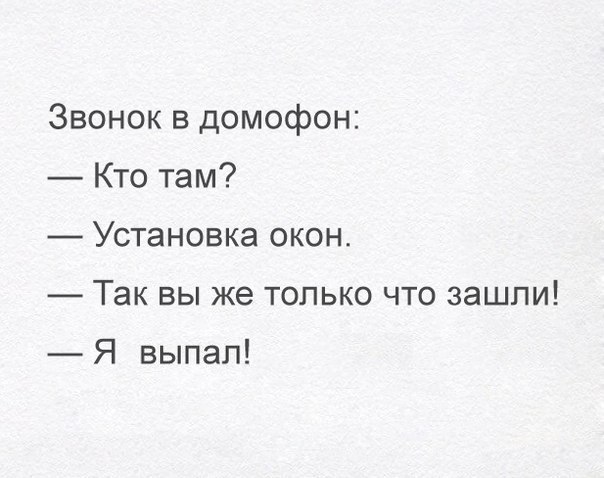 Звонок в домофон:
— Кто там?
— Установка окон.
— Так вы же только что зашли!
— Я  выпал!